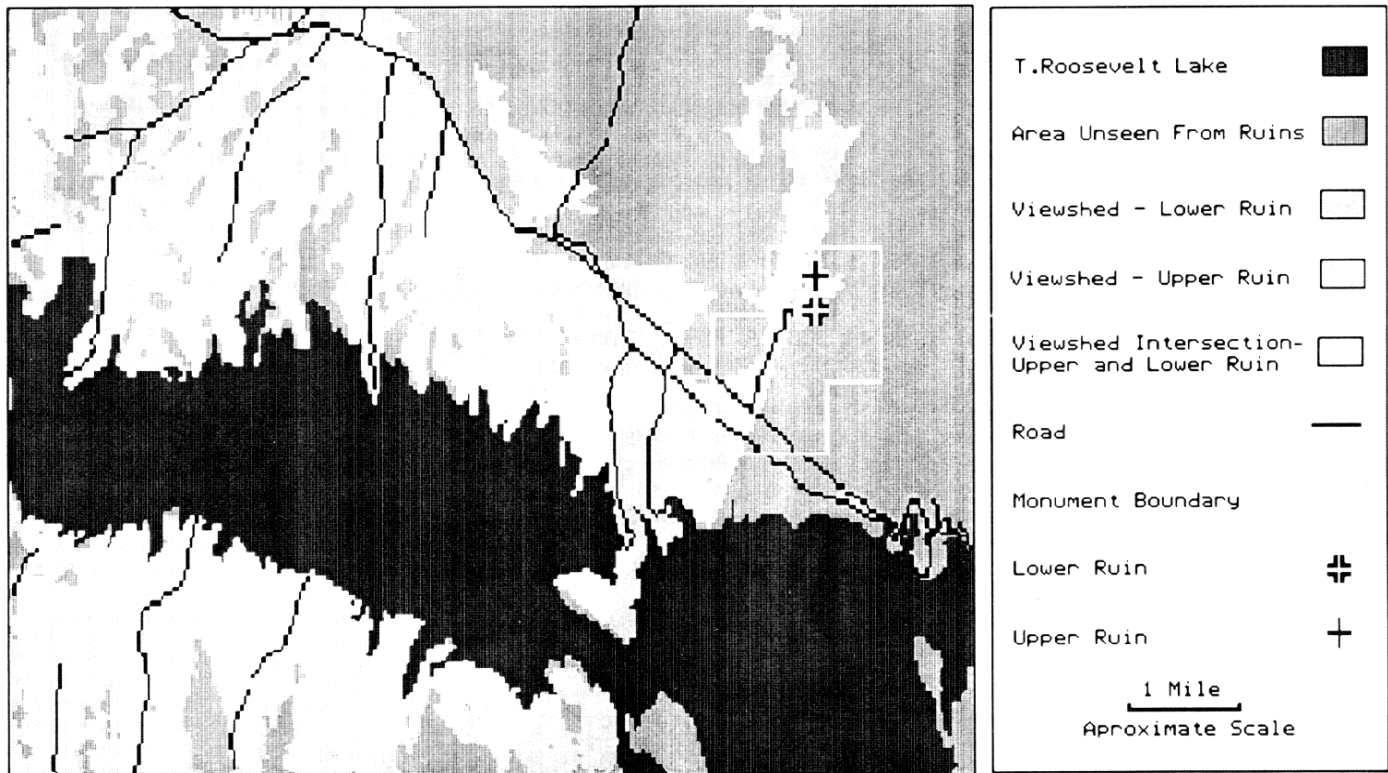 T.Roosevelt Lake
Area Unseen From Ruins
Viewshed - Lower Ruin
Viewshed - Upper Ruin
Viewshed Intersection-
Upper and Lower Ruin
Road
Monument Boundary
Lower Ruin
Upper Ruin
1 Mile
Aproximate Scale